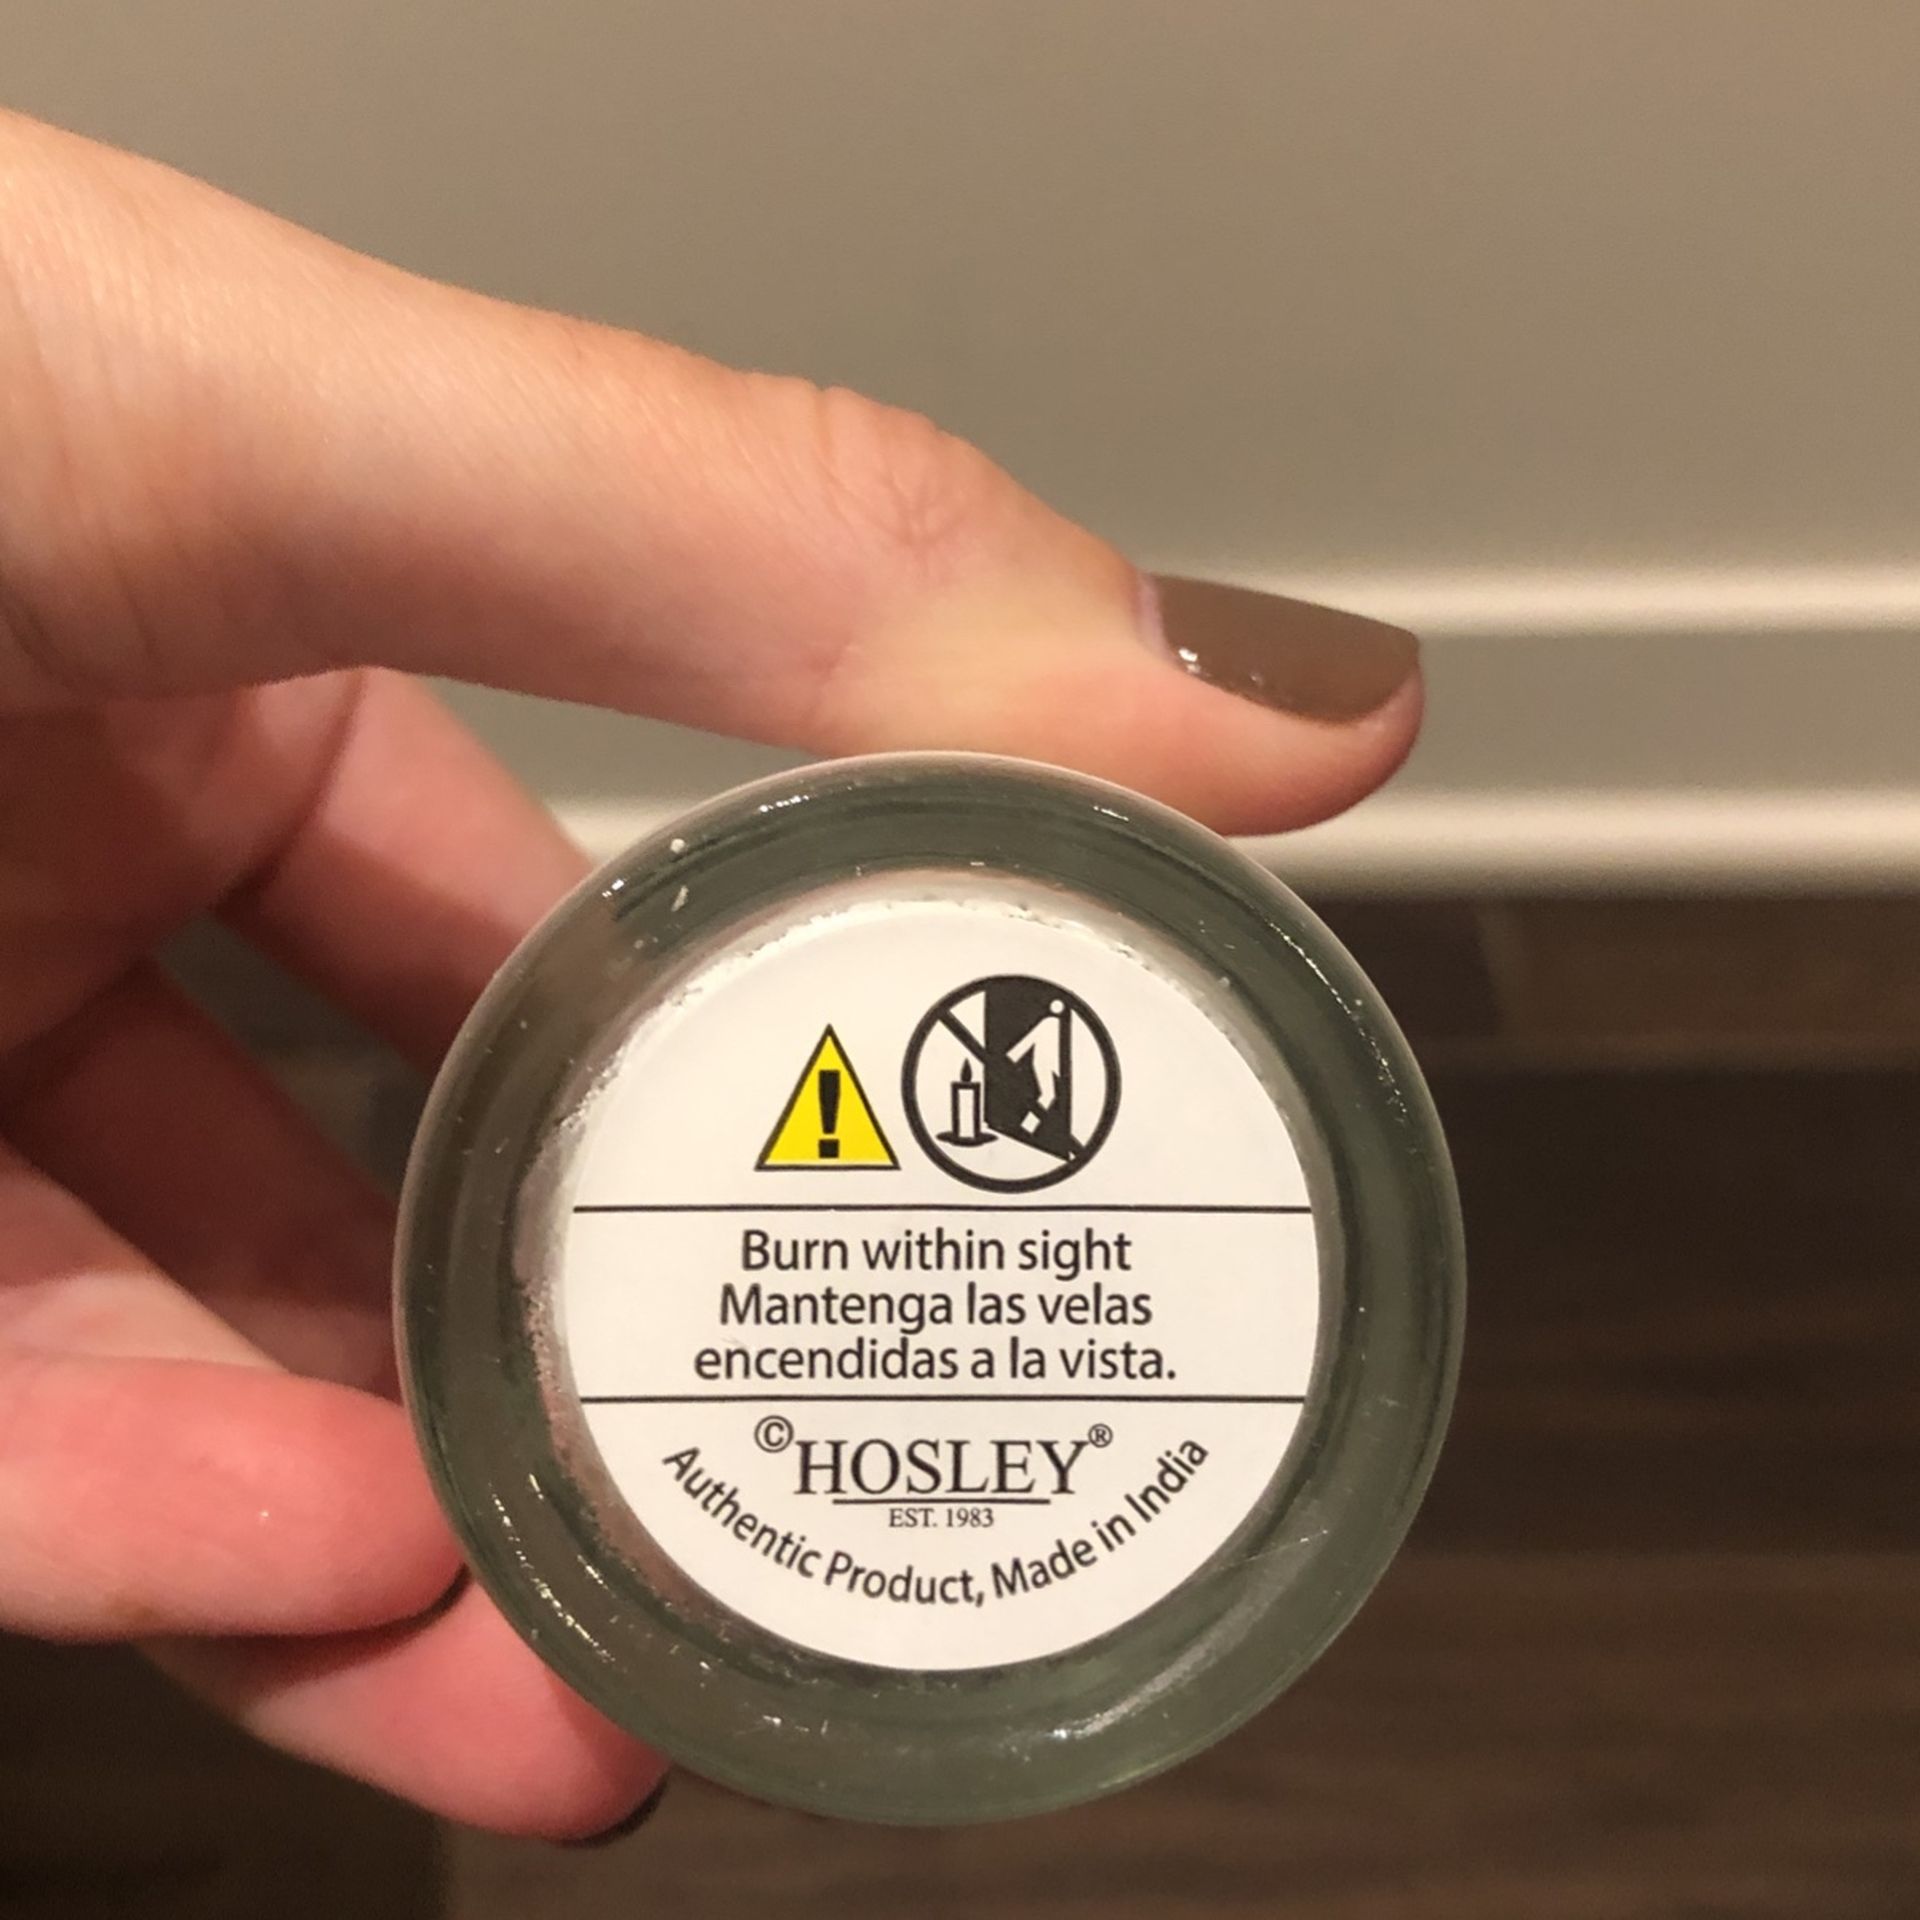 Burn within sight
Mantenga las velas
encendidas a la vista.
©HOSLEY®
EST. 1983
Authentic Product, Made in India